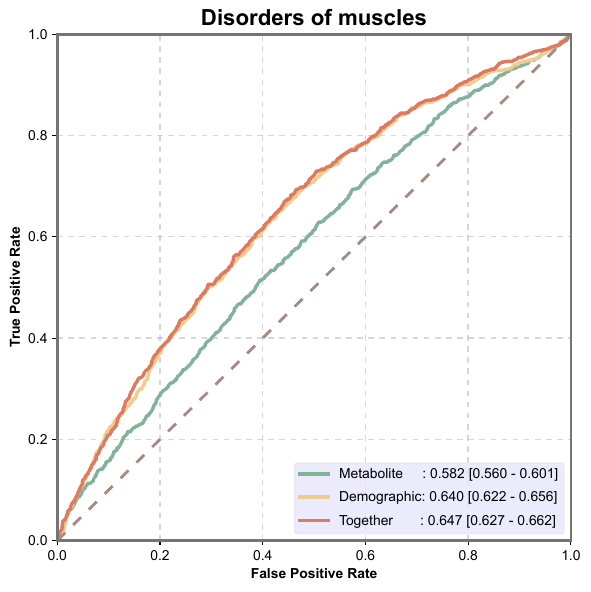 Disorders of muscles
1.0
0.8
0.6
0.4
0.2
0.0
True Positive Rate
Metabolite : 0.582 [0.560 - 0.601]
Demographic: 0.640 [0.622 - 0.656]
Together : 0.647 [0.627 - 0.662]
0.0 0.2 0.4 0.6 0.8 1.0
False Positive Rate